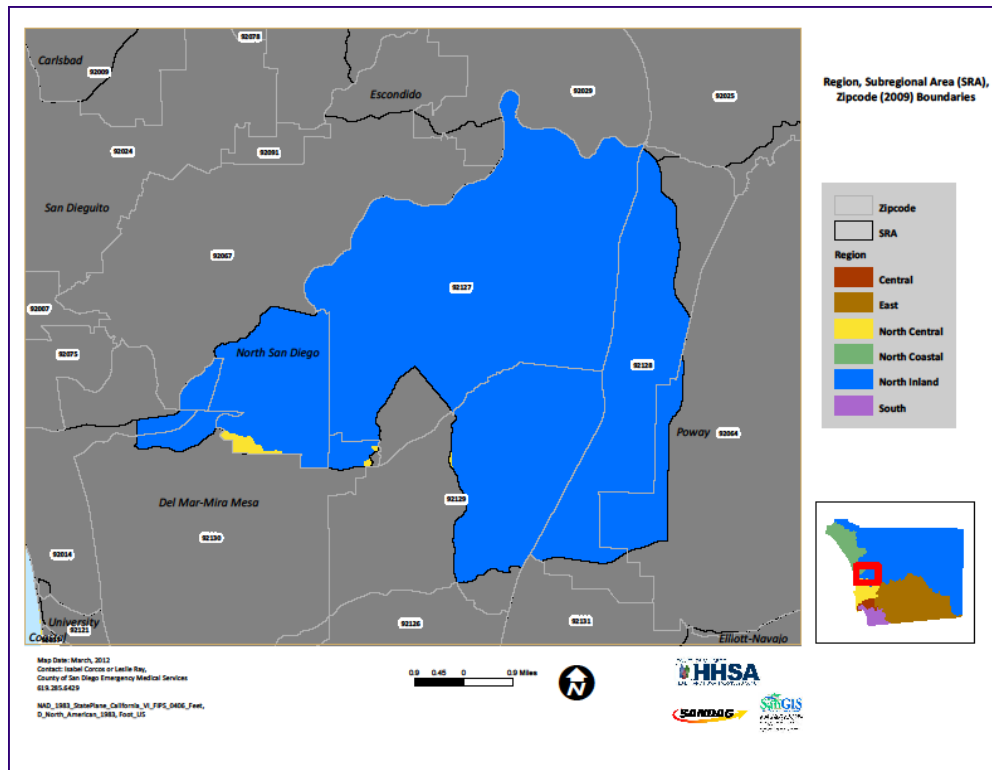 Region, Subregional Area (SRA),
Zipcode (2009) Boundaries
Carlsbad
92078
92009
Escondido
92029
92025
92024
92091
San Dieguito
92067
92007
92127
92075
North San Diego
92128
Poway
92064
Del Mar-Mira Mesa
92129
92130
92014
University
92121
92126
92131
Coastal
Elliott-Navajo
Zipcode
SRA
Region
Central
East
North Central
North Coastal
North Inland
South
Map Date: March, 2012
Contact: Isabel Corcos or Leslie Ray,
County of San Diego Emergency Medical Services
619.285.6429
NAD_1983_StatePlane_California_VI_FIPS_0406_Feet,
D_North_American_1983, Foot_US
0.9 0.45 0 0.9 Miles
N
HHSA
SANDAG
SanGIS